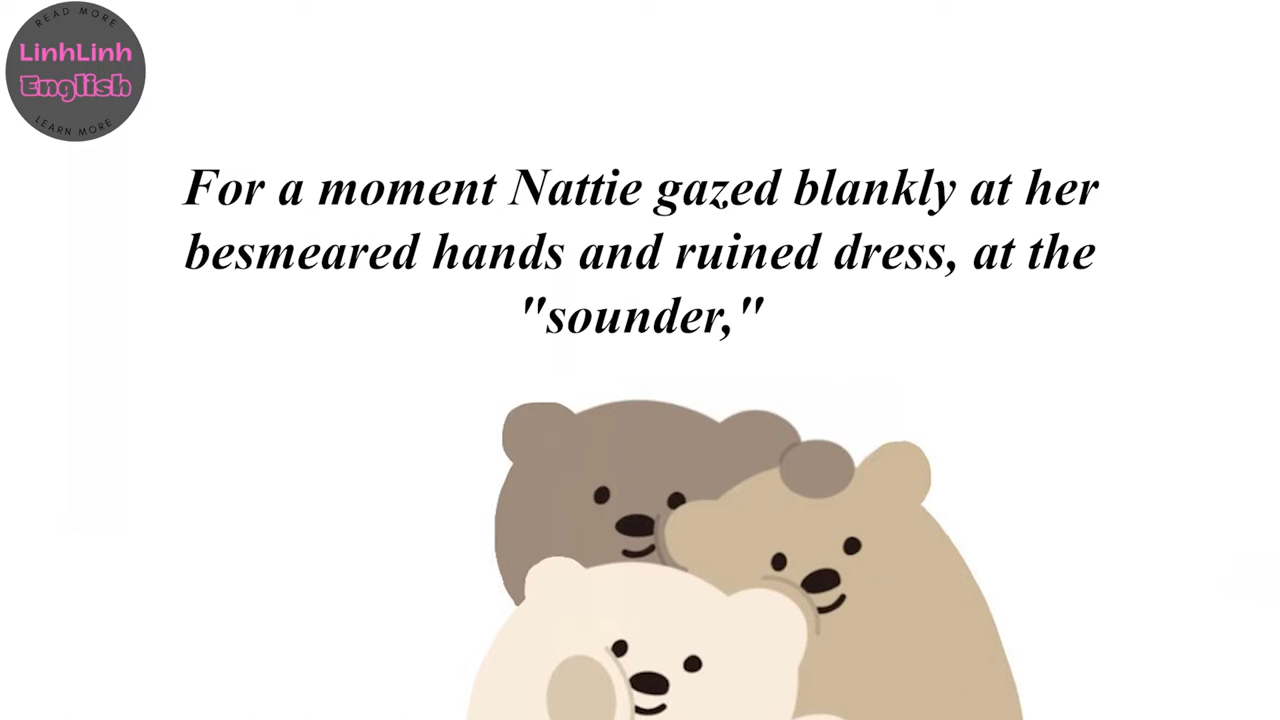 READ MORE
LinhLinh
English
LEARN MORE
For a moment Nattie gazed blankly at her
besmeared hands and ruined dress, at the
"sounder,"